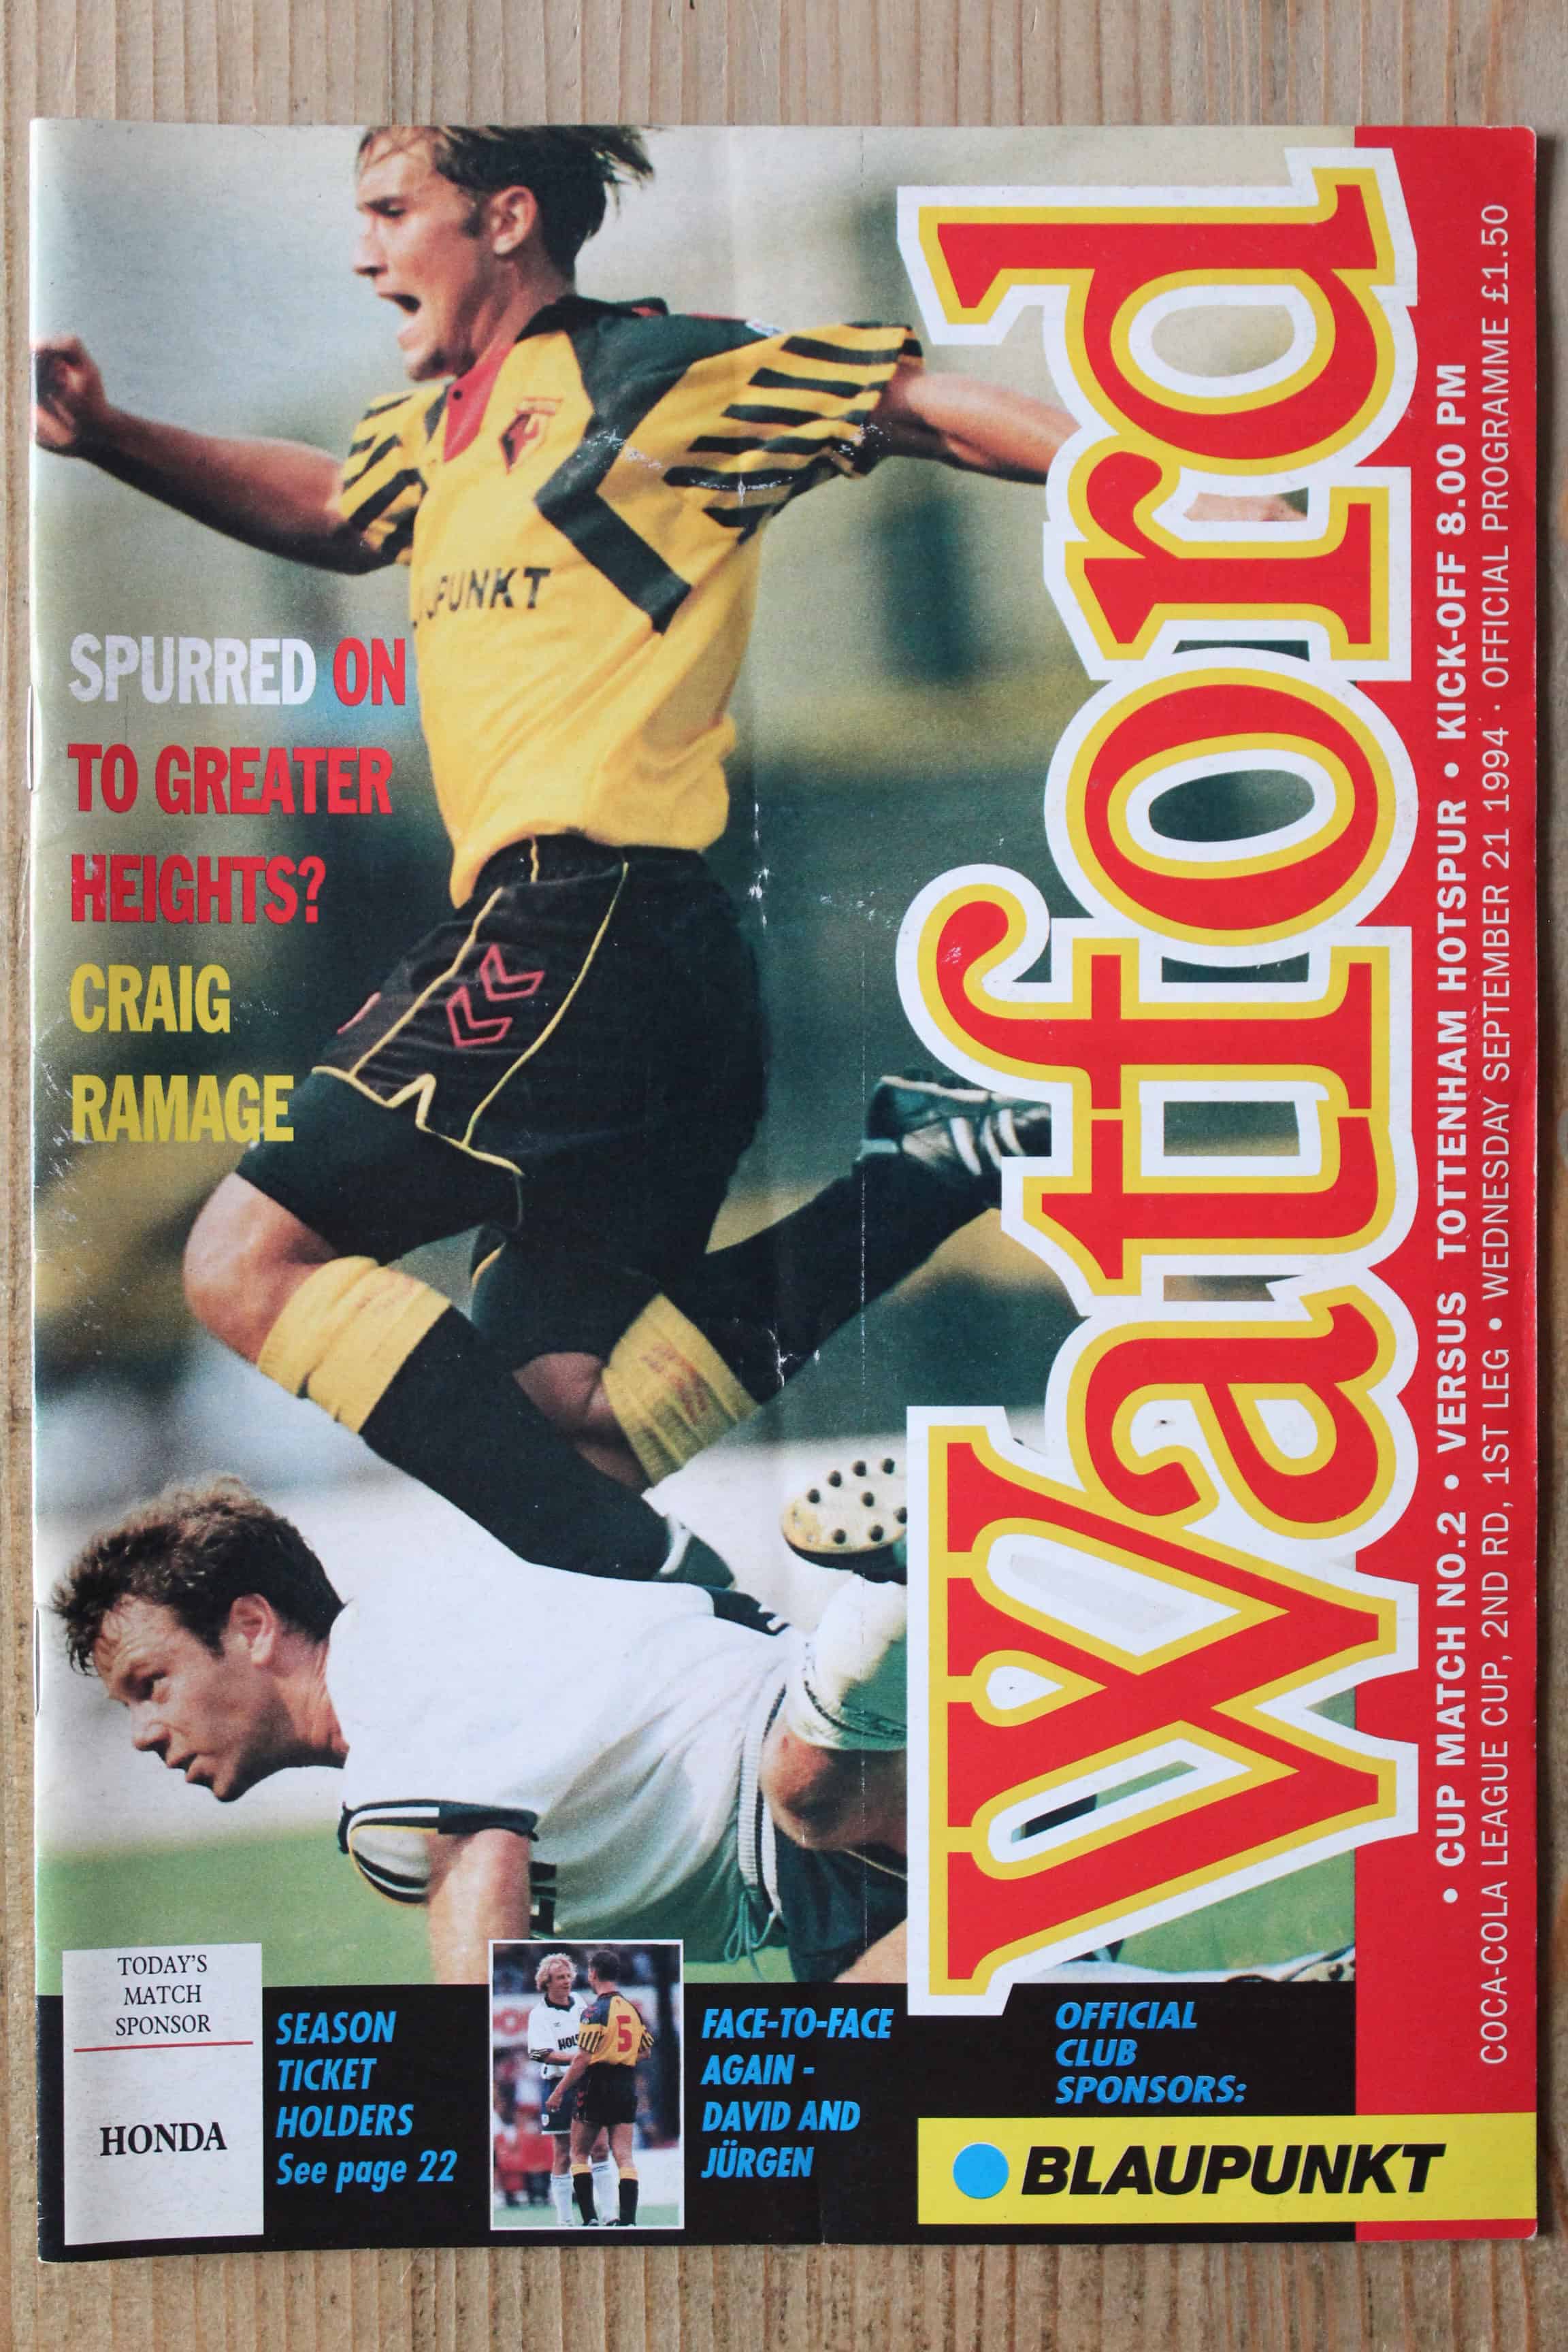 Watford
• CUP MATCH NO.2 • VERSUS TOTTENHAM HOTSPUR • KICK-OFF 8.00 PM
COCA-COLA LEAGUE CUP, 2ND RD, 1ST LEG • WEDNESDAY SEPTEMBER 21 1994 · OFFICIAL PROGRAMME £1.50
PUNKT
SPURRED ON
TO GREATER
HEIGHTS?
CRAIG
RAMAGE
TODAY'S
MATCH
SPONSOR
HONDA
SEASON
TICKET
HOLDERS
See page 22
HOL
5
FACE-TO-FACE
AGAIN -
DAVID AND
JÜRGEN
OFFICIAL
CLUB
SPONSORS:
BLAUPUNKT